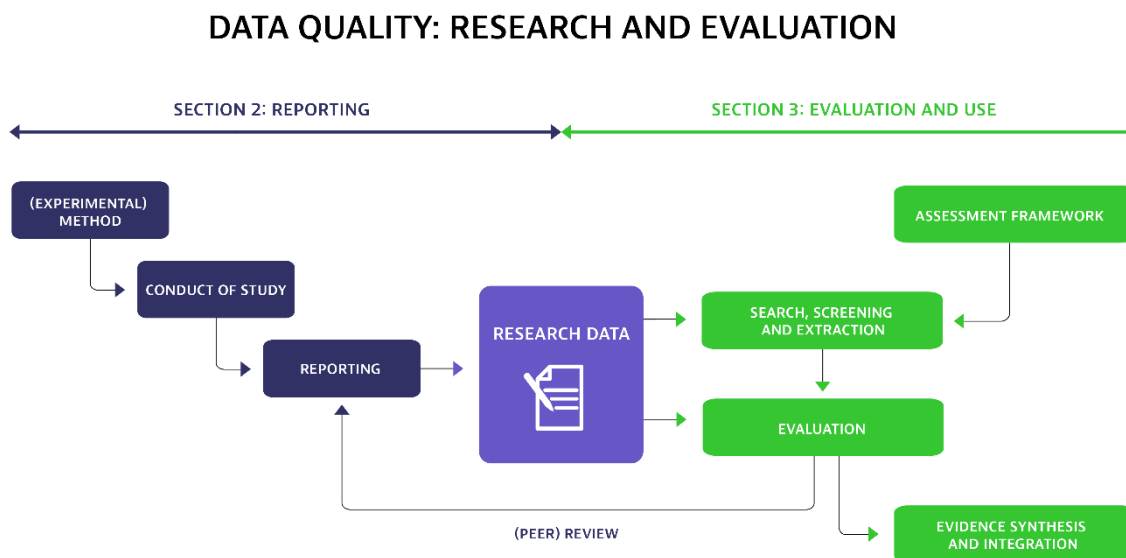 DATA QUALITY: RESEARCH AND EVALUATION
SECTION 2: REPORTING
SECTION 3: EVALUATION AND USE
(EXPERIMENTAL)
METHOD
ASSESSMENT FRAMEWORK
CONDUCT OF STUDY
SEARCH, SCREENING
AND EXTRACTION
RESEARCH DATA
REPORTING
EVALUATION
(PEER) REVIEW
EVIDENCE SYNTHESIS
AND INTEGRATION